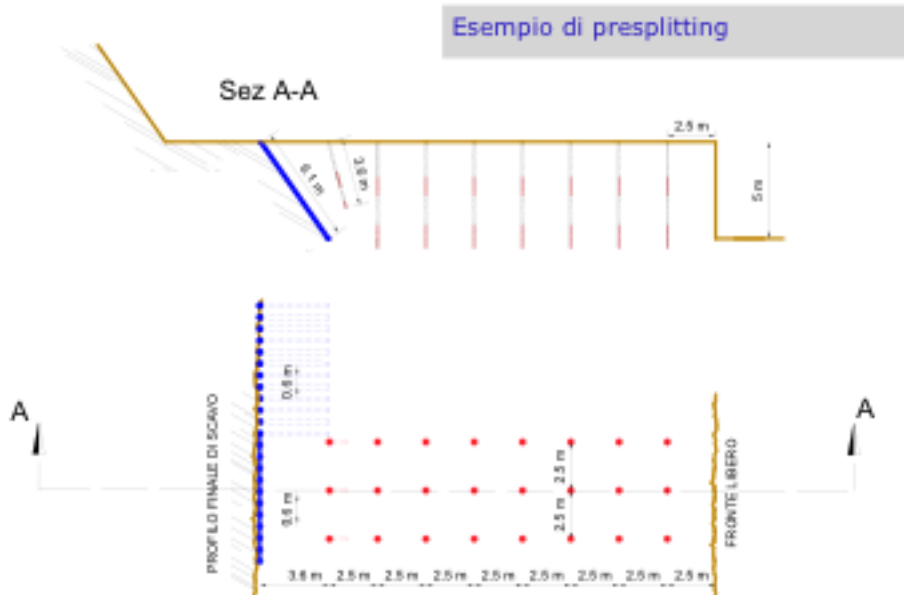 Esempio di presplitting
Sez A-A
2.5 m
6.1 m
3.6 m
5 m
0.6 m
A
A
PROFILO FINALE DI SCAVO
2.5 m
FRONTE LIBERO
0.6 m
2.5 m
3.6 m 2.5 m 2.5 m 2.5 m 2.5 m 2.5 m 2.5 m 2.5 m 2.5 m